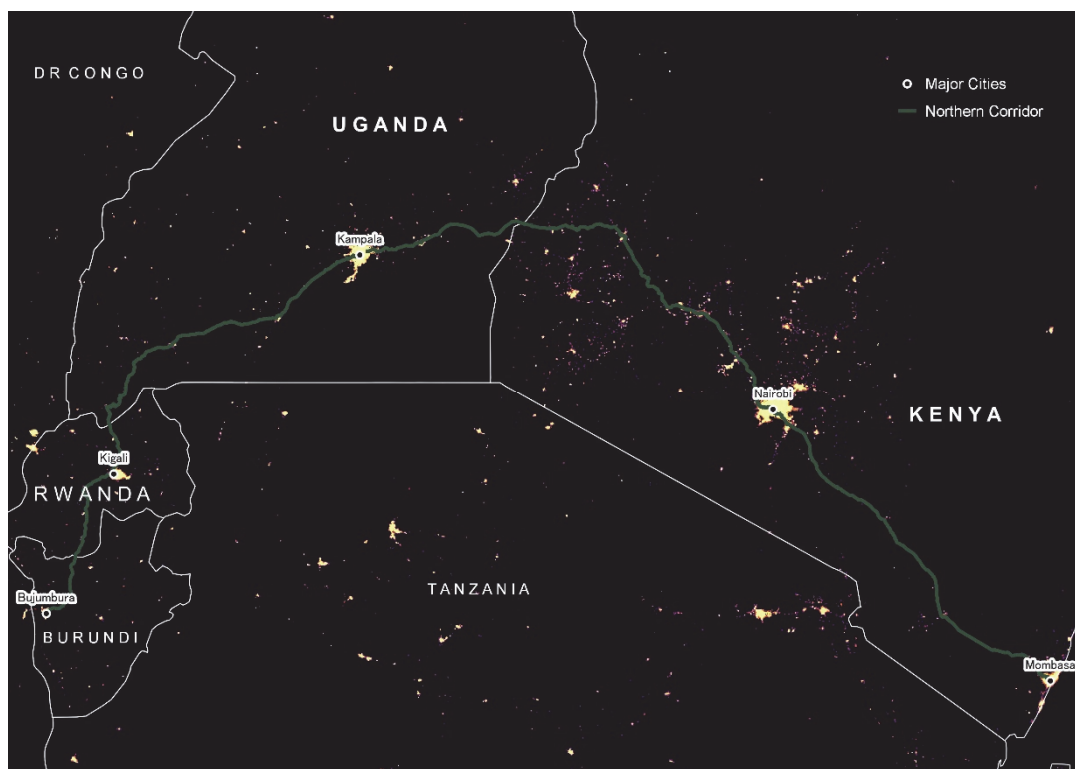 DR CONGO
Major Cities
UGANDA
Northern Corridor
Kampala
Nairobi
KENYA
Kigali
RWANDA
TANZANIA
Bujumbura
BURUNDI
Mombasa